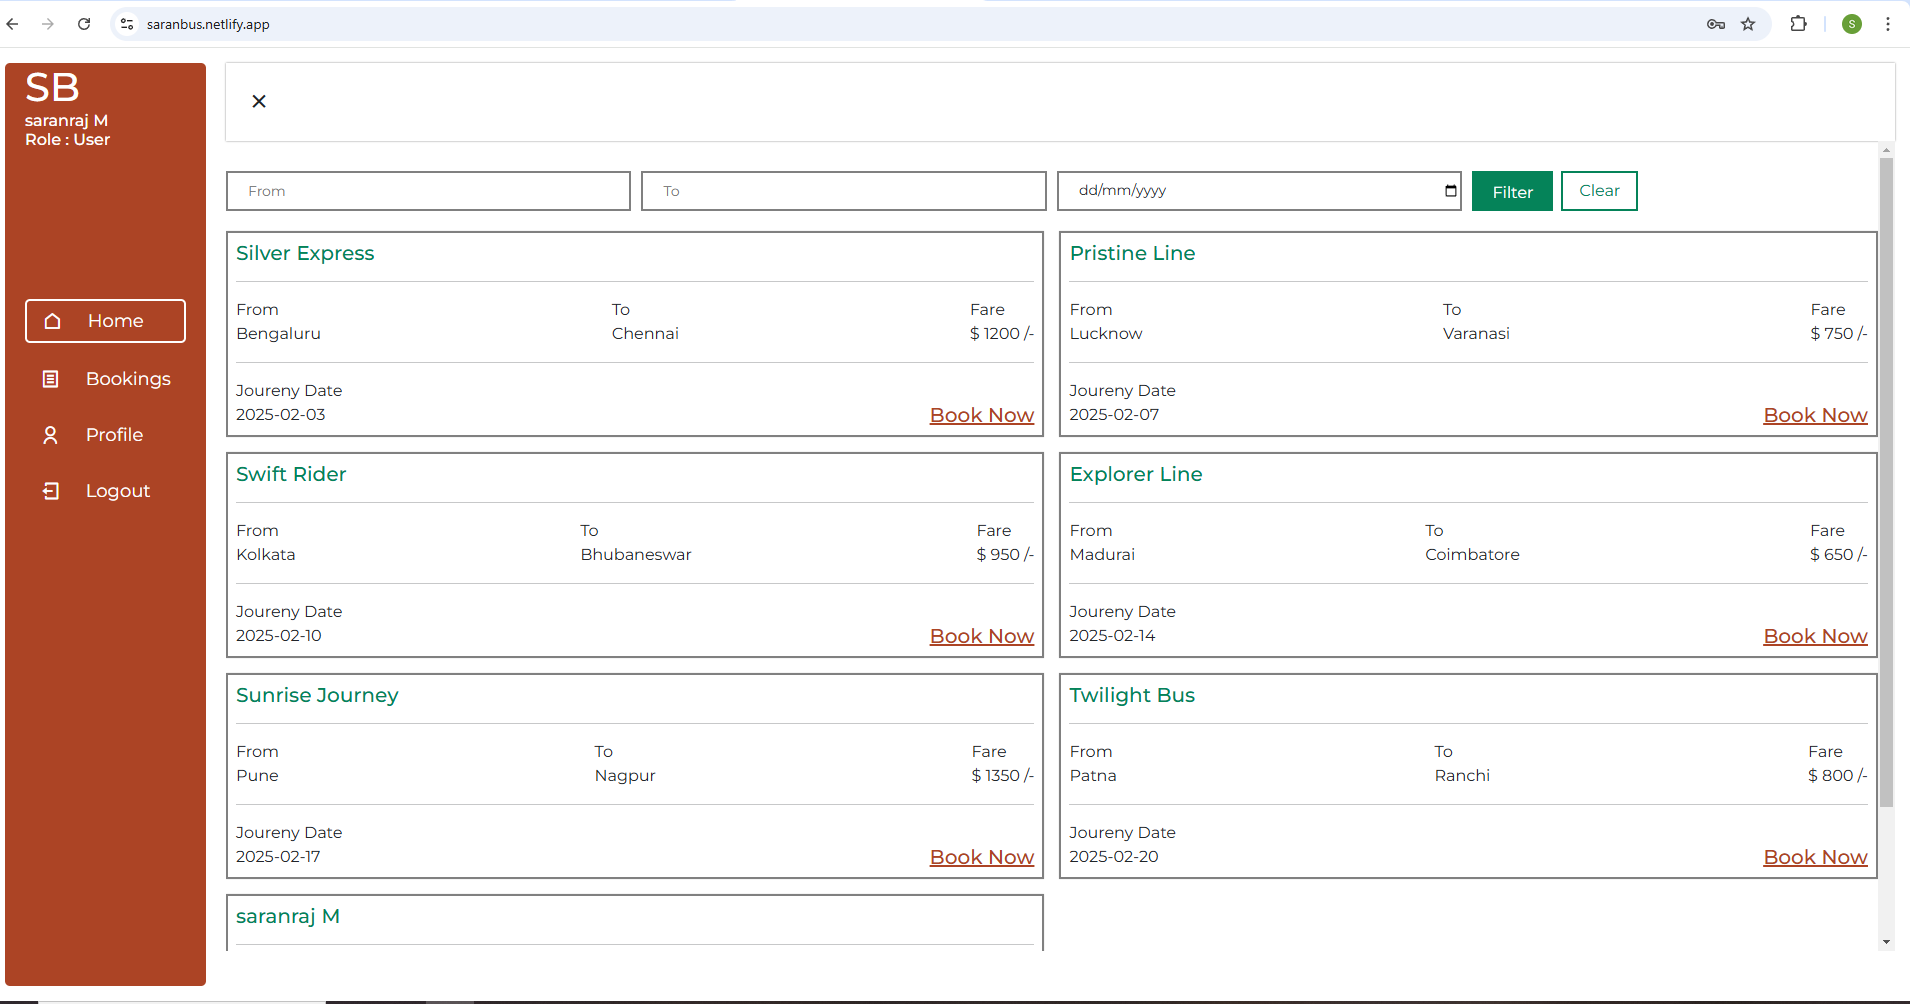 saranbus.netlify.app
S
SB
saranraj M
Role : User
Home
Bookings
Profile
Logout
From
To
dd/mm/yyyy
Filter
Clear
Silver Express
From To Fare
Bengaluru Chennai $ 1200 /-
Joureny Date
2025-02-03
Book Now
Pristine Line
From To Fare
Lucknow Varanasi $ 750 /-
Joureny Date
2025-02-07
Book Now
Swift Rider
From To Fare
Kolkata Bhubaneswar $ 950 /-
Joureny Date
2025-02-10
Book Now
Explorer Line
From To Fare
Madurai Coimbatore $ 650 /-
Joureny Date
2025-02-14
Book Now
Sunrise Journey
From To Fare
Pune Nagpur $ 1350 /-
Joureny Date
2025-02-17
Book Now
Twilight Bus
From To Fare
Patna Ranchi $ 800 /-
Joureny Date
2025-02-20
Book Now
saranraj M